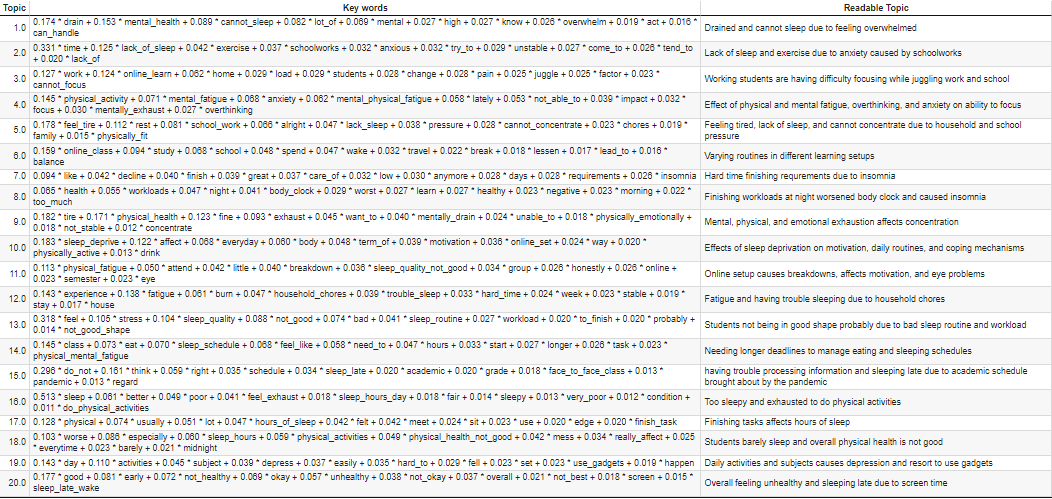 Topic Key words Readable Topic
1.0 0.174 * drain + 0.153 * mental_health + 0.089 * cannot_sleep + 0.082 * lot_of + 0.069 * mental + 0.027 * high + 0.027 * know + 0.026 * overwhelm + 0.019 * act + 0.016 *
can_handle
Drained and cannot sleep due to feeling overwhelmed
2.0 0.331 * time + 0.125 * lack_of_sleep + 0.042 * exercise + 0.037 * schoolworks + 0.032 * anxious + 0.032 * try_to + 0.029 * unstable + 0.027 * come_to + 0.026 * tend_to
+ 0.020 * lack_of
Lack of sleep and exercise due to anxiety caused by schoolworks
3.0 0.127 * work + 0.124 * online_learn + 0.062 * home + 0.029 * load + 0.029 * students + 0.028 * change + 0.028 * pain + 0.025 * juggle + 0.025 * factor + 0.023 *
cannot_focus
Working students are having difficulty focusing while juggling work and school
4.0 0.145 * physical_activity + 0.071 * mental_fatigue + 0.068 * anxiety + 0.062 * mental_physical_fatigue + 0.058 * lately + 0.053 * not_able_to + 0.039 * impact + 0.032 *
focus + 0.030 * mentally_exhaust + 0.027 * overthinking
Effect of physical and mental fatigue, overthinking, and anxiety on ability to focus
5.0 0.178 * feel_tire + 0.112 * rest + 0.081 * school_work + 0.066 * alright + 0.047 * lack_sleep + 0.038 * pressure + 0.028 * cannot_concentrate + 0.023 * chores + 0.019 *
family + 0.015 * physically_fit
Feeling tired, lack of sleep, and cannot concentrate due to household and school
pressure
6.0 0.159 * online_class + 0.094 * study + 0.068 * school + 0.048 * spend + 0.047 * wake + 0.032 * travel + 0.022 * break + 0.018 * lessen + 0.017 * lead_to + 0.016 *
balance
Varying routines in different learning setups
7.0 0.094 * like + 0.042 * decline + 0.040 * finish + 0.039 * great + 0.037 * care_of + 0.032 * low + 0.030 * anymore + 0.028 * days + 0.028 * requirements + 0.026 * insomnia Hard time finishing requrements due to insomnia
8.0 0.065 * health + 0.055 * workloads + 0.047 * night + 0.041 * body_clock + 0.029 * worst + 0.027 * learn + 0.027 * healthy + 0.023 * negative + 0.023 * morning + 0.022 *
too_much
Finishing workloads at night worsened body clock and caused insomnia
9.0 0.182 * tire + 0.171 * physical_health + 0.123 * fine + 0.093 * exhaust + 0.045 * want_to + 0.040 * mentally_drain + 0.024 * unable_to + 0.018 * physically_emotionally +
0.018 * not_stable + 0.012 * concentrate
Mental, physical, and emotional exhaustion affects concentration
10.0 0.183 * sleep_deprive + 0.122 * affect + 0.068 * everyday + 0.060 * body + 0.048 * term_of + 0.039 * motivation + 0.036 * online_set + 0.024 * way + 0.020 *
physically_active + 0.013 * drink
Effects of sleep deprivation on motivation, daily routines, and coping mechanisms
11.0 0.113 * physical_fatigue + 0.050 * attend + 0.042 * little + 0.040 * breakdown + 0.036 * sleep_quality_not_good + 0.034 * group + 0.026 * honestly + 0.026 * online +
0.023 * semester + 0.023 * eye
Online setup causes breakdowns, affects motivation, and eye problems
12.0 0.143 * experience + 0.138 * fatigue + 0.061 * burn + 0.047 * household_chores + 0.039 * trouble_sleep + 0.033 * hard_time + 0.024 * week + 0.023 * stable + 0.019 *
stay + 0.017 * house
Fatigue and having trouble sleeping due to household chores
13.0 0.318 * feel + 0.105 * stress + 0.104 * sleep_quality + 0.088 * not_good + 0.074 * bad + 0.041 * sleep_routine + 0.027 * workload + 0.020 * to_finish + 0.020 * probably +
0.014 * not_good_shape
Students not being in good shape probably due to bad sleep routine and workload
14.0 0.145 * class + 0.073 * eat + 0.070 * sleep_schedule + 0.068 * feel_like + 0.058 * need_to + 0.047 * hours + 0.033 * start + 0.027 * longer + 0.026 * task + 0.023 *
physical_mental_fatigue
Needing longer deadlines to manage eating and sleeping schedules
15.0 0.296 * do_not + 0.161 * think + 0.059 * right + 0.035 * schedule + 0.034 * sleep_late + 0.020 * academic + 0.020 * grade + 0.018 * face_to_face_class + 0.013 *
pandemic + 0.013 * regard
having trouble processing information and sleeping late due to academic schedule
brought about by the pandemic
16.0 0.513 * sleep + 0.061 * better + 0.049 * poor + 0.041 * feel_exhaust + 0.018 * sleep_hours_day + 0.018 * fair + 0.014 * sleepy + 0.013 * very_poor + 0.012 * condition +
0.011 * do_physical_activities
Too sleepy and exhausted to do physical activities
17.0 0.128 * physical + 0.074 * usually + 0.051 * lot + 0.047 * hours_of_sleep + 0.042 * felt + 0.042 * meet + 0.024 * sit + 0.023 * use + 0.020 * edge + 0.020 * finish_task Finishing tasks affects hours of sleep
18.0 0.103 * worse + 0.086 * especially + 0.060 * sleep_hours + 0.059 * physical_activities + 0.049 * physical_health_not_good + 0.042 * mess + 0.034 * really_affect + 0.025
* everytime + 0.023 * barely + 0.021 * midnight
Students barely sleep and overall physical health is not good
19.0 0.143 * day + 0.110 * activities + 0.045 * subject + 0.039 * depress + 0.037 * easily + 0.035 * hard_to + 0.029 * fell + 0.023 * set + 0.023 * use_gadgets + 0.019 * happen Daily activities and subjects causes depression and resort to use gadgets
20.0 0.177 * good + 0.081 * early + 0.072 * not_healthy + 0.069 * okay + 0.057 * unhealthy + 0.038 * not_okay + 0.037 * overall + 0.021 * not_best + 0.018 * screen + 0.015 *
sleep_late_wake
Overall feeling unhealthy and sleeping late due to screen time